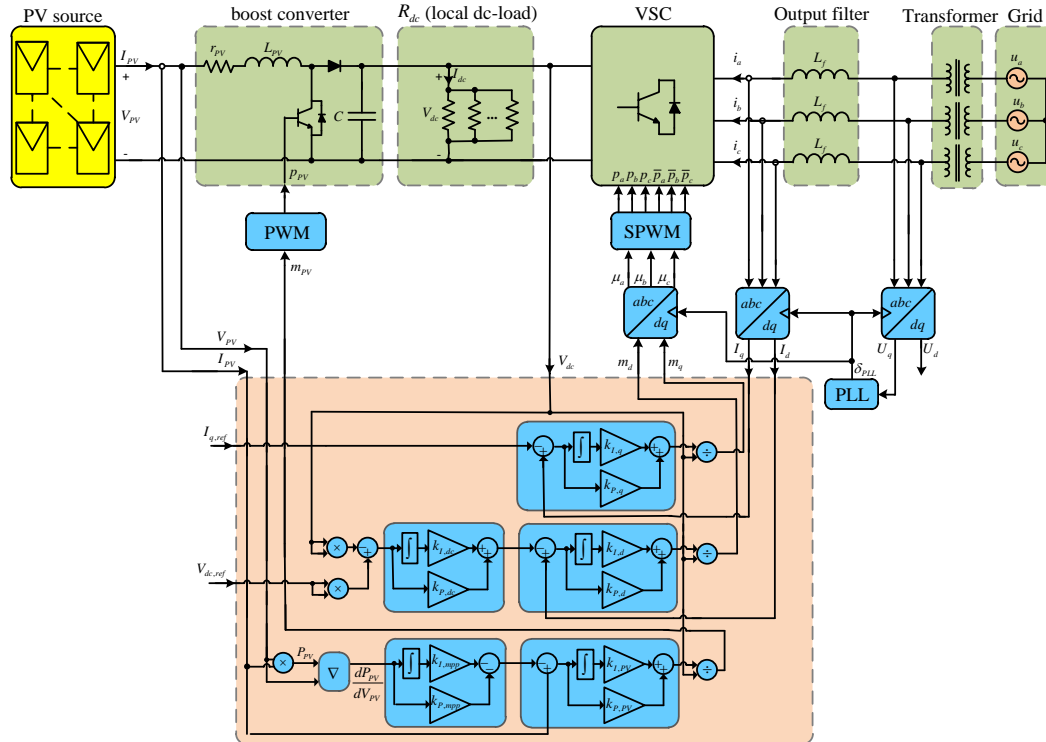 PV source
boost converter
R_dc (local dc-load)
VSC
Output filter
Transformer
Grid
I_PV
+
V_PV
-
r_PV
L_PV
C
p_PV
+
I_dc
V_dc
...
-
i_a
i_b
i_c
L_f
L_f
L_f
u_a
u_b
u_c
p_a p_b p_c p̅_a p̅_b p̅_c
PWM
SPWM
m_PV
μ_a μ_b μ_c
abc
dq
abc
dq
abc
dq
V_PV
I_PV
V_dc
m_d
m_q
I_q
I_d
U_q
U_d
δ_PLL
PLL
I_q,ref
− +
∫
k_I,q
k_P,q
+ +
÷
V_dc,ref
×
×
− +
∫
k_I,dc
k_P,dc
+ +
− +
∫
k_I,d
k_P,d
+ +
÷
×
P_PV
∇
dP_PV
dV_PV
∫
k_I,mpp
k_P,mpp
− −
− +
∫
k_I,PV
k_P,PV
+ +
÷